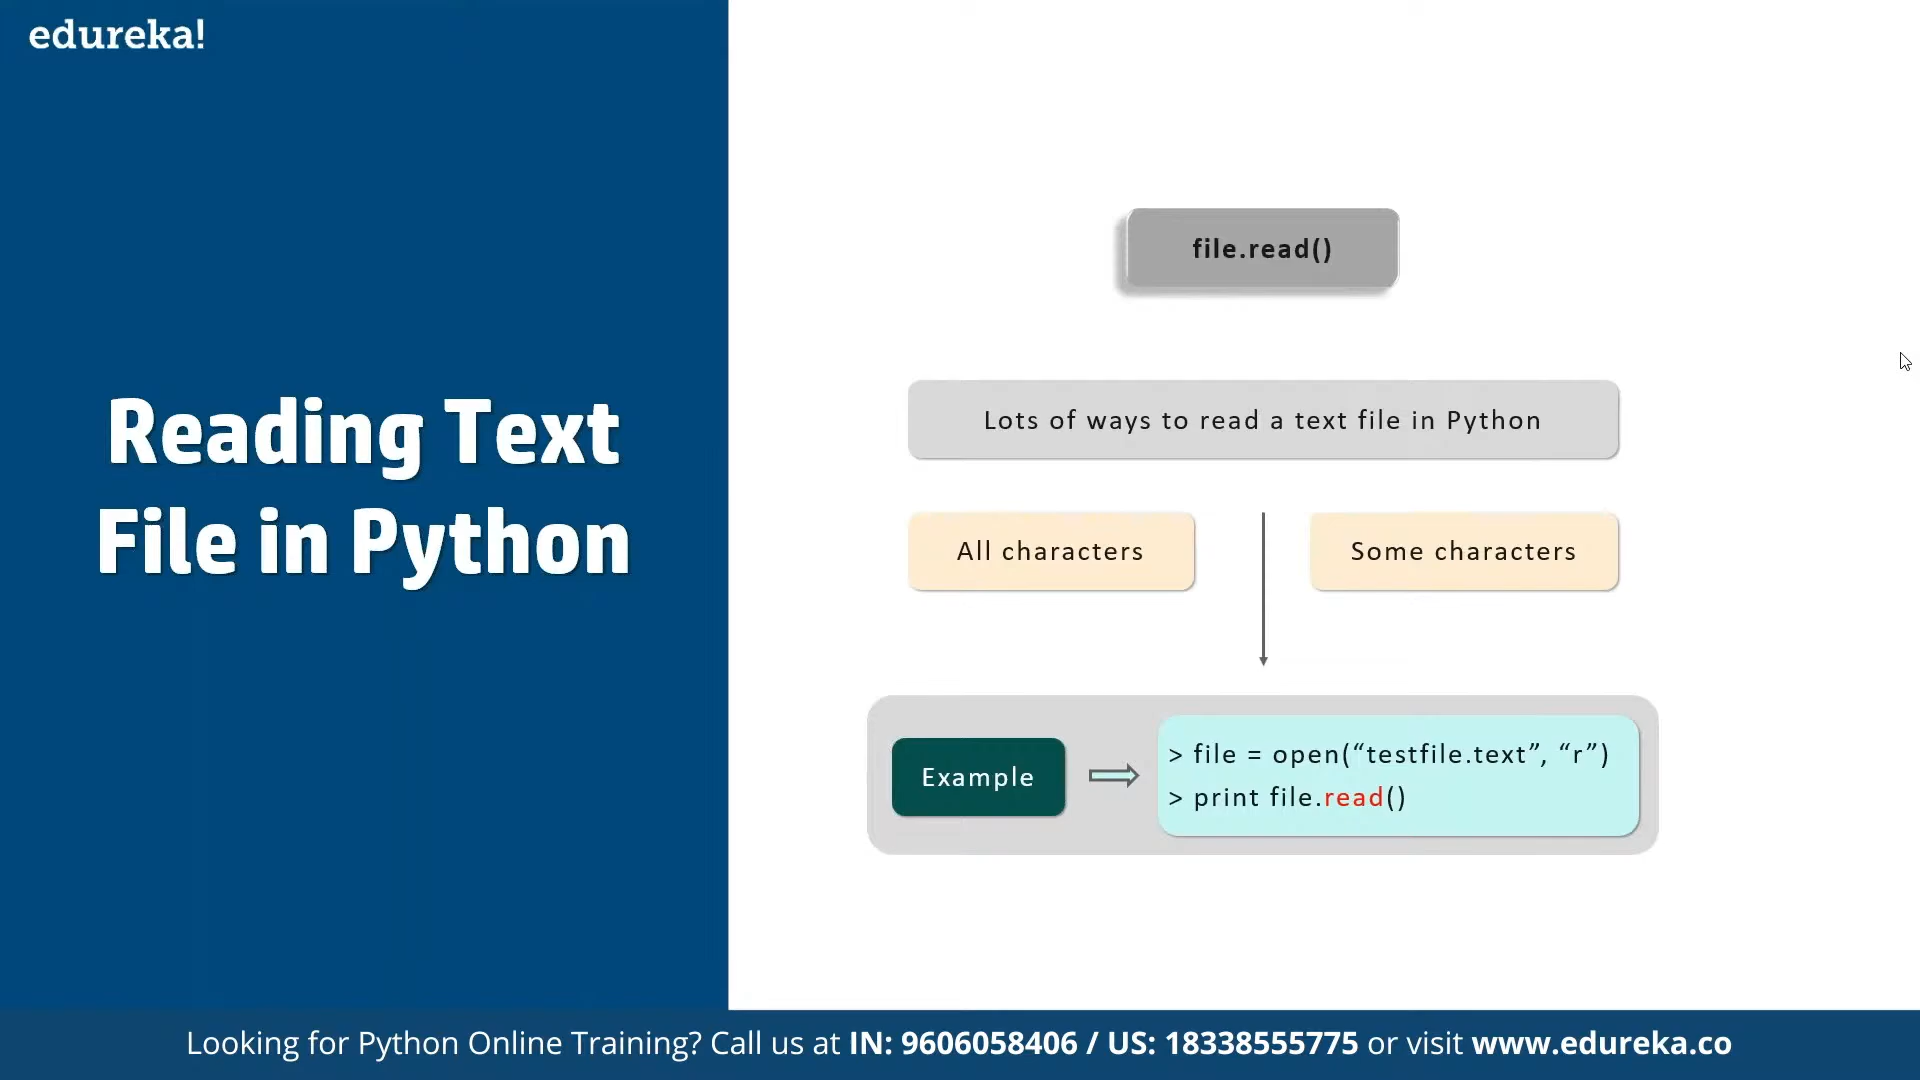 edureka!
Reading Text
File in Python
file.read()
Lots of ways to read a text file in Python
All characters
Some characters
Example
> file = open(“testfile.text”, “r”)
> print file.read()
Looking for Python Online Training? Call us at IN: 9606058406 / US: 18338555775 or visit www.edureka.co